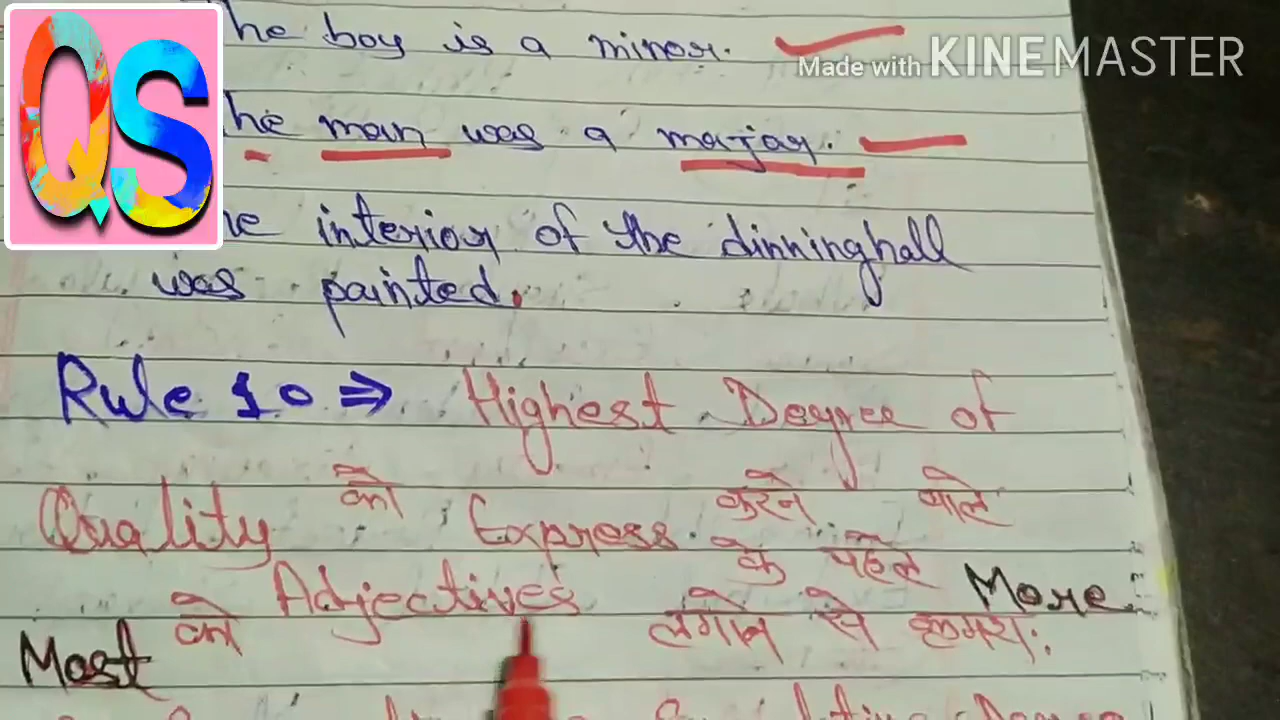 QS
Made with KINEMASTER
he boy is a minor.
he man was a major.
he interior of the dinninghall
was painted.
Rule 10 ⇒ Highest Degree of
Quality को Express करने वाले
Adjectives के पहले More
Most को लगाने से क्रमशः